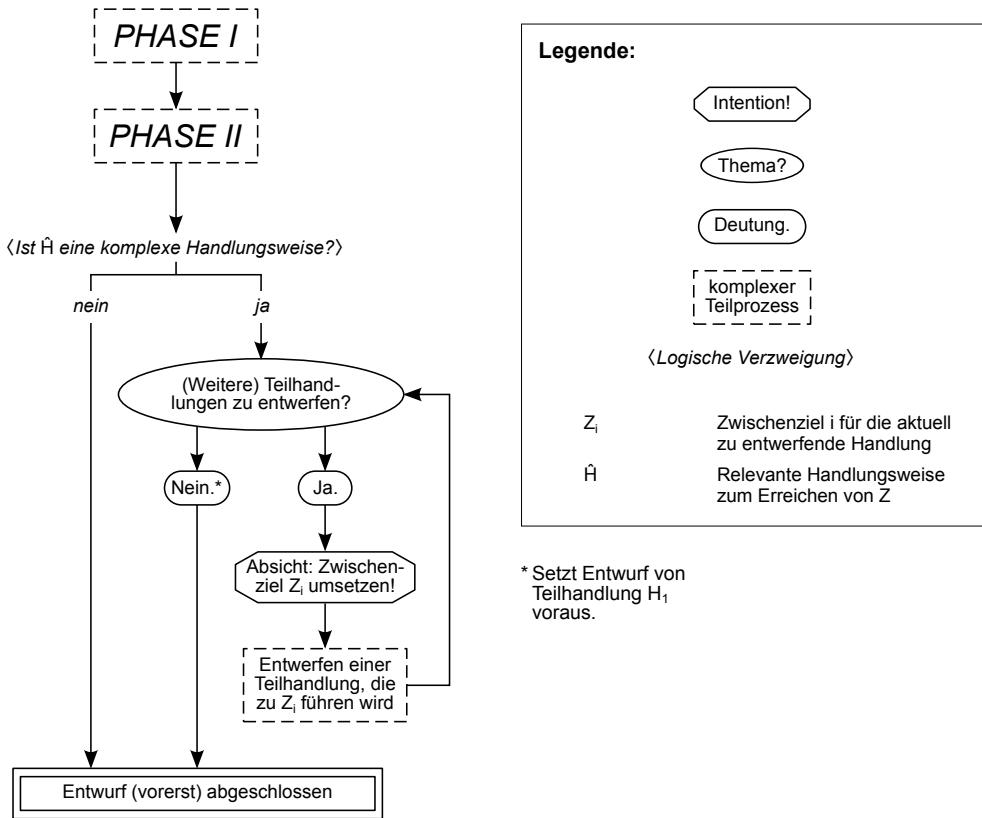 PHASE I
PHASE II
〈Ist Ĥ eine komplexe Handlungsweise?〉
nein
ja
(Weitere) Teilhand-
lungen zu entwerfen?
Nein.*
Ja.
Absicht: Zwischen-
ziel Zi umsetzen!
Entwerfen einer
Teilhandlung, die
zu Zi führen wird
Entwurf (vorerst) abgeschlossen
Legende:
Intention!
Thema?
Deutung.
komplexer
Teilprozess
〈Logische Verzweigung〉
Zi Zwischenziel i für die aktuell
zu entwerfende Handlung
Ĥ Relevante Handlungsweise
zum Erreichen von Z
* Setzt Entwurf von
Teilhandlung H1
voraus.